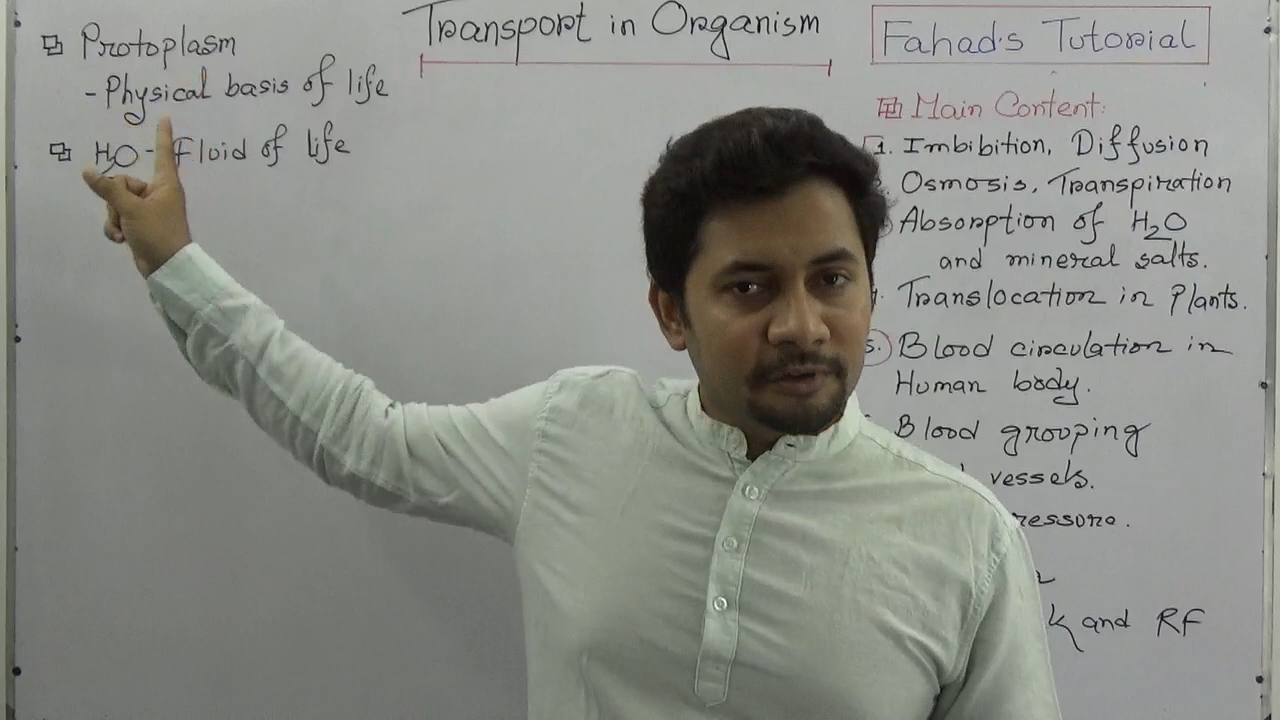 Transport in Organism
Protoplasm
- Physical basis of life
H2O - Fluid of life
Fahad's Tutorial
Main Content:
1. Imbibition, Diffusion
Osmosis, Transpiration
Absorption of H2O
and mineral salts.
Translocation in Plants.
5. Blood circulation in
Human body.
Blood grouping
vessels.
and RF